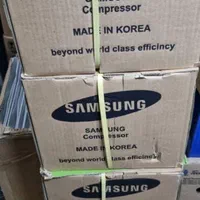 SAMSUNG
Compressor
MADE IN KOREA
beyond world class efficincy
SAMSUNG
SAMSUNG
Compressor
MADE IN KOREA
beyond world class efficincy
SAMSUNG